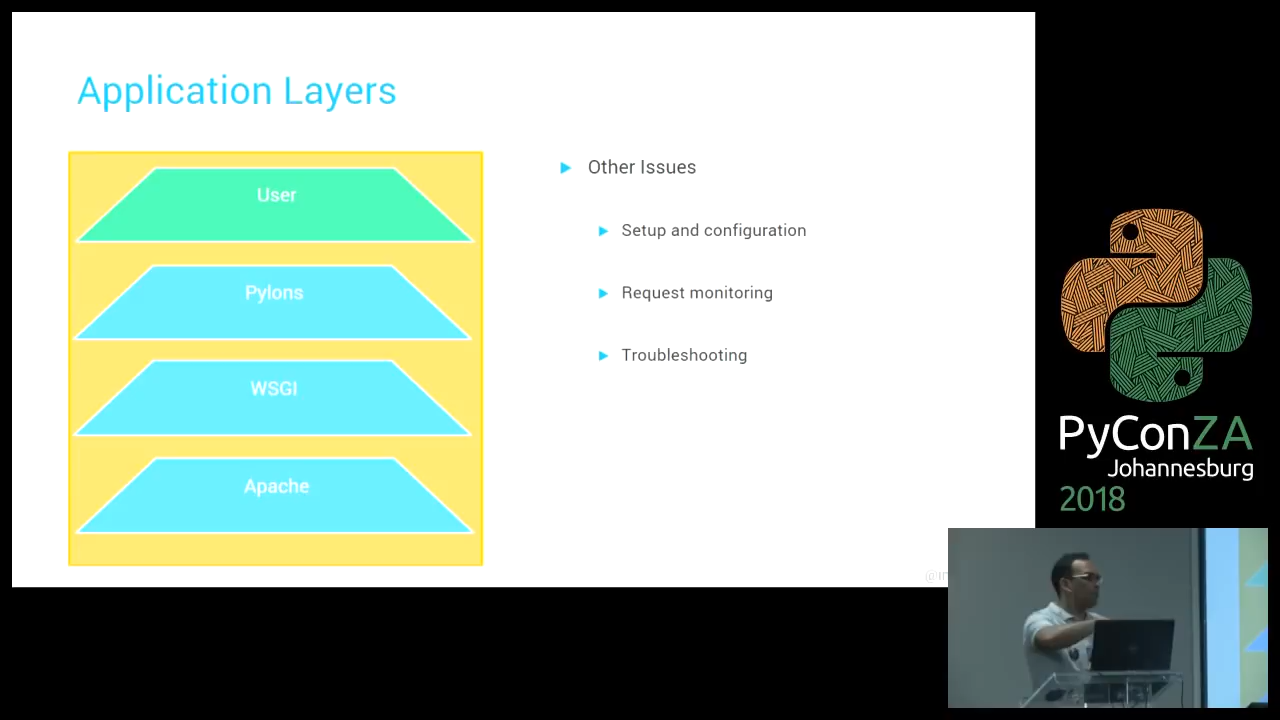 Application Layers
User
Pylons
WSGI
Apache
Other Issues
Setup and configuration
Request monitoring
Troubleshooting
PyConZA
Johannesburg
2018